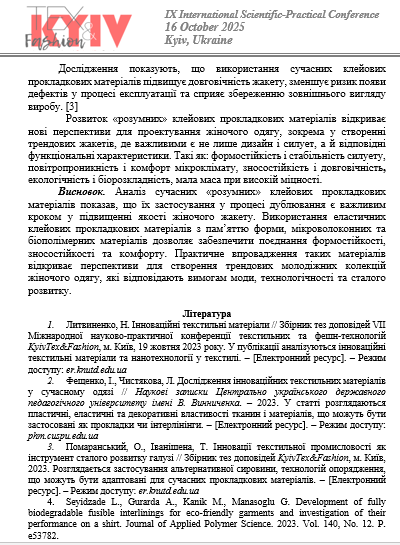 TEX&
KYIV
Fashion
IX International Scientific-Practical Conference
16 October 2025
Kyiv, Ukraine
Дослідження показують, що використання сучасних клейових
прокладкових матеріалів підвищує довговічність жакету, зменшує ризик появи
дефектів у процесі експлуатації та сприяє збереженню зовнішнього вигляду
виробу. [3]
Розвиток «розумних» клейових прокладкових матеріалів відкриває
нові перспективи для проектування жіночого одягу, зокрема у створенні
трендових жакетів, де важливими є не лише дизайн і силует, а й відповідні
функціональні характеристики. Такі як: формостійкість і стабільність силуету,
повітропроникність і комфорт мікроклімату, зносостійкість і довговічність,
екологічність і біорозкладність, мала маса при високій міцності.
Висновок. Аналіз сучасних «розумних» клейових прокладкових
матеріалів показав, що їх застосування у процесі дублювання є важливим
кроком у підвищенні якості жіночого жакету. Використання еластичних
клейових прокладкових матеріалів з пам’яттю форми, мікроволоконних та
біополімерних матеріалів дозволяє забезпечити поєднання формостійкості,
зносостійкості та комфорту. Практичне впровадження таких матеріалів
відкриває перспективи для створення трендових молодіжних колекцій
жіночого одягу, які відповідають вимогам моди, технологічності та сталого
розвитку.
Література
1. Литвиненко, Н. Інноваційні текстильні матеріали // Збірник тез доповідей VII
Міжнародної науково-практичної конференції текстильних та фешн-технологій
KyivTex&Fashion, м. Київ, 19 жовтня 2023 року. У публікації аналізуються інноваційні
текстильні матеріали та нанотехнології у текстилі. – [Електронний ресурс]. – Режим
доступу: er.knutd.edu.ua
2. Фещенко, І., Чистякова, Л. Дослідження інноваційних текстильних матеріалів
у сучасному одязі // Наукові записки Центрально українського державного
педагогічного університету імені В. Винниченка. – 2023. У статті розглядаються
пластичні, еластичні та декоративні властивості тканин і матеріалів, що можуть бути
застосовані як прокладки чи інтерлінінги. – [Електронний ресурс]. – Режим доступу:
phm.cuspu.edu.ua
3. Помаранський, О., Іванішена, Т. Інновації текстильної промисловості як
інструмент сталого розвитку галузі // Збірник тез доповідей KyivTex&Fashion, м. Київ,
2023. Розглядається застосування альтернативної сировини, технологій опорядження,
що можуть бути адаптовані для сучасних прокладкових матеріалів. – [Електронний
ресурс]. – Режим доступу: er.knutd.edu.ua
4. Seyidzade L., Gurarda A., Kanik M., Manasoglu G. Development of fully
biodegradable fusible interlinings for eco-friendly garments and investigation of their
performance on a shirt. Journal of Applied Polymer Science. 2023. Vol. 140, No. 12. P.
e53782.